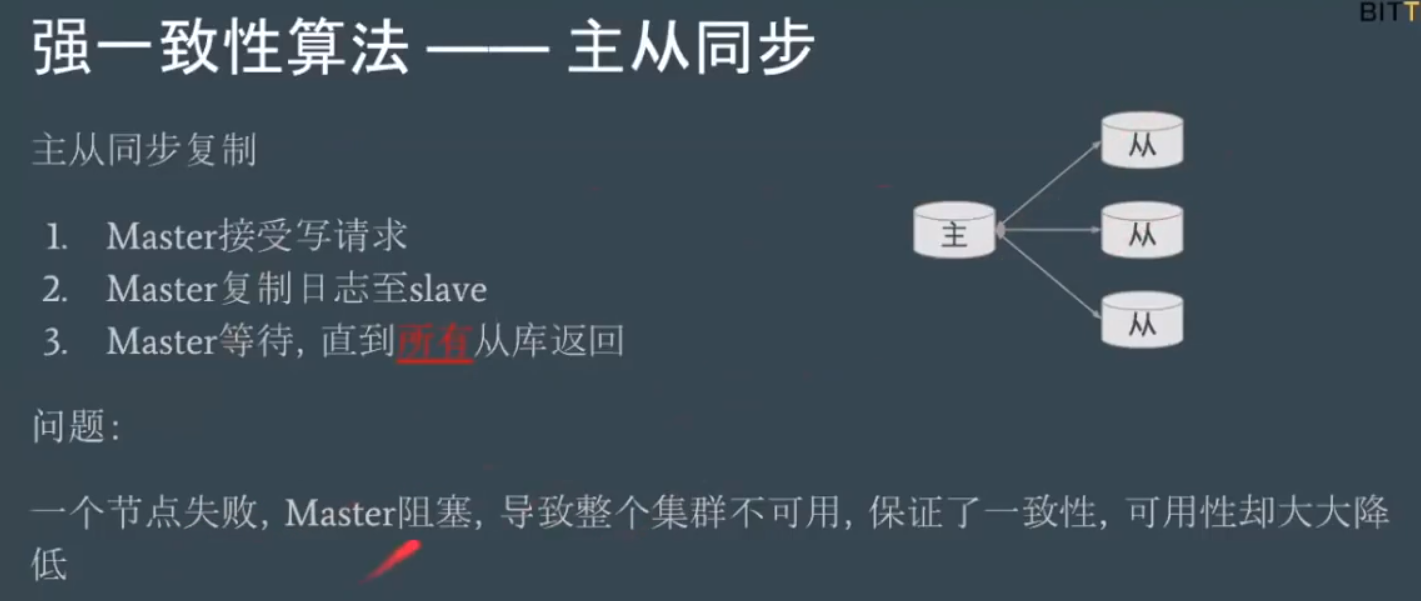 BITT
强一致性算法 —— 主从同步
主从同步复制
1. Master接受写请求
2. Master复制日志至slave
3. Master等待, 直到所有从库返回
问题:
一个节点失败, Master阻塞, 导致整个集群不可用, 保证了一致性, 可用性却大大降
低
从
主
从
从